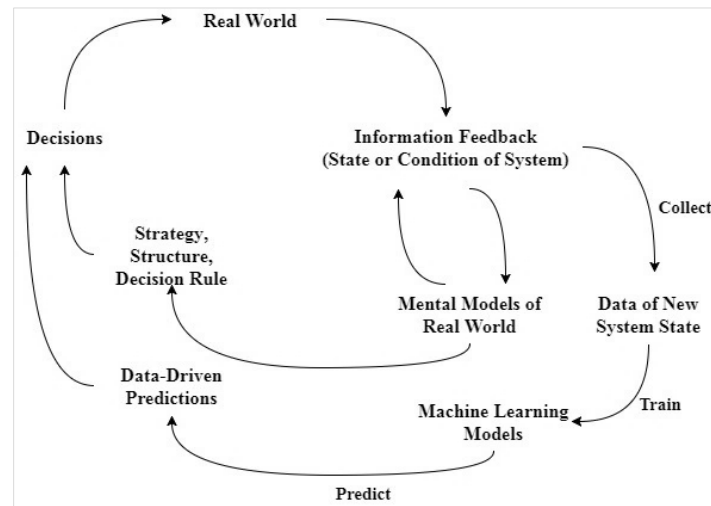 Real World
Decisions
Information Feedback
(State or Condition of System)
Collect
Strategy,
Structure,
Decision Rule
Mental Models of
Real World
Data of New
System State
Data-Driven
Predictions
Machine Learning
Models
Train
Predict